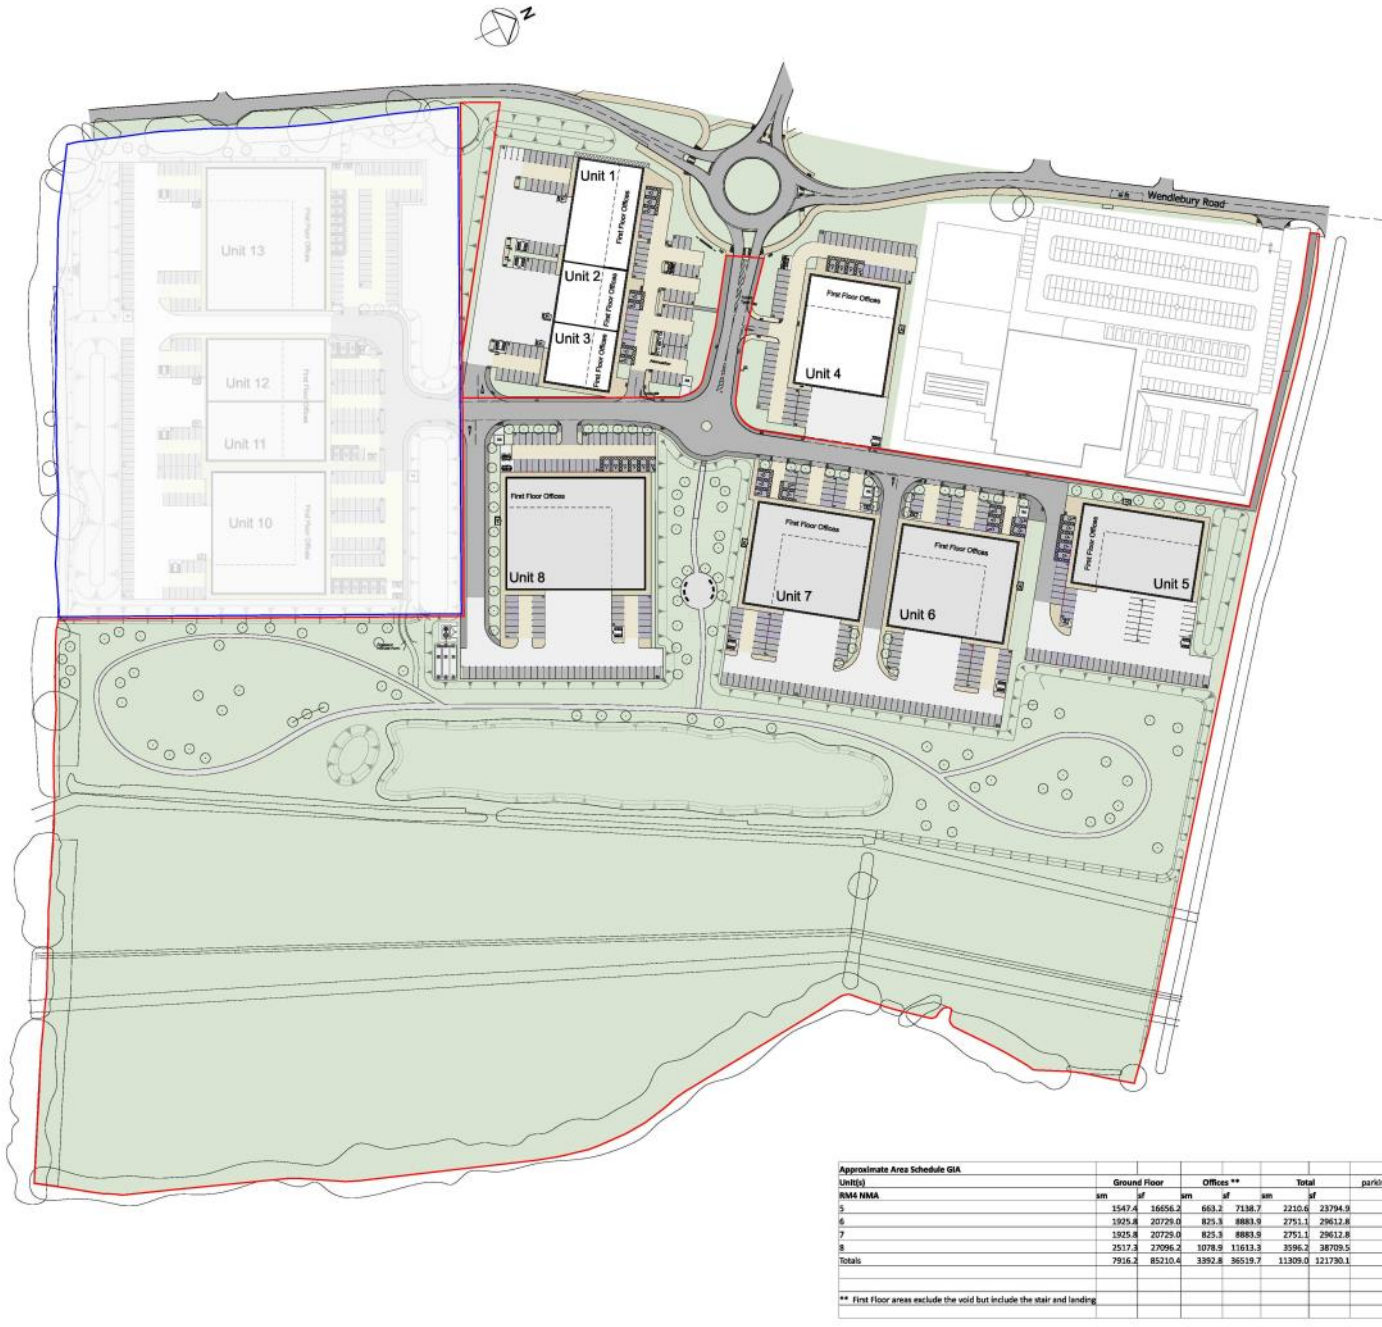 N
Wendlebury Road
Unit 1
First Floor Offices
Unit 2
First Floor Offices
Unit 3
First Floor Offices
First Floor Offices
Unit 4
Unit 13
First Floor Offices
Unit 12
First Floor Offices
Unit 11
Unit 10
First Floor Offices
First Floor Offices
Unit 8
First Floor Offices
Unit 7
First Floor Offices
Unit 6
First Floor Offices
Unit 5
Approximate Area Schedule GIA
Unit(s) Ground Floor Offices ** Total parkin
RM4 NMA sm sf sm sf sm sf
5 1547.4 16656.2 663.2 7138.7 2210.6 23794.9
6 1925.8 20729.0 825.3 8883.9 2751.1 29612.8
7 1925.8 20729.0 825.3 8883.9 2751.1 29612.8
8 2517.3 27096.2 1078.9 11613.3 3596.2 38709.5
Totals 7916.2 85210.4 3392.8 36519.7 11309.0 121730.1
** First Floor areas exclude the void but include the stair and landing